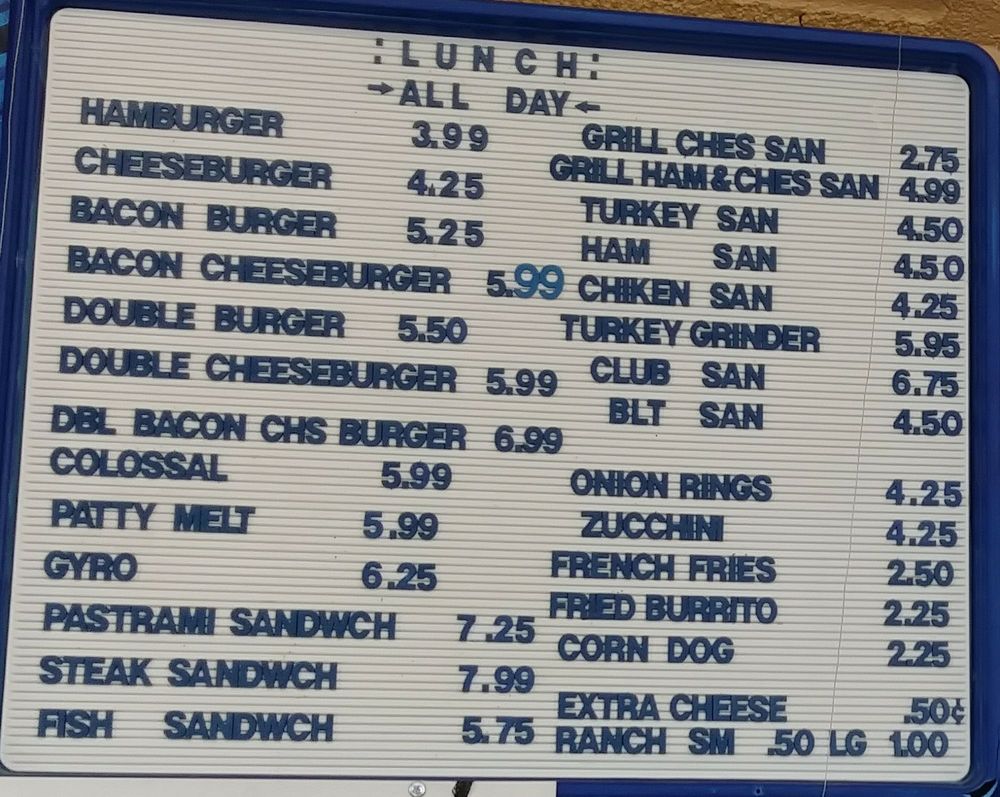 :LUNCH:
→ALL DAY←
HAMBURGER 3.99
CHEESEBURGER 4.25
BACON BURGER 5.25
BACON CHEESEBURGER 5.99
DOUBLE BURGER 5.50
DOUBLE CHEESEBURGER 5.99
DBL BACON CHS BURGER 6.99
COLOSSAL 5.99
PATTY MELT 5.99
GYRO 6.25
PASTRAMI SANDWCH 7.25
STEAK SANDWCH 7.99
FISH SANDWCH 5.75
GRILL CHES SAN 2.75
GRILL HAM&CHES SAN 4.99
TURKEY SAN 4.50
HAM SAN 4.50
CHIKEN SAN 4.25
TURKEY GRINDER 5.95
CLUB SAN 6.75
BLT SAN 4.50
ONION RINGS 4.25
ZUCCHINI 4.25
FRENCH FRIES 2.50
FRIED BURRITO 2.25
CORN DOG 2.25
EXTRA CHEESE .50¢
RANCH SM .50 LG 1.00